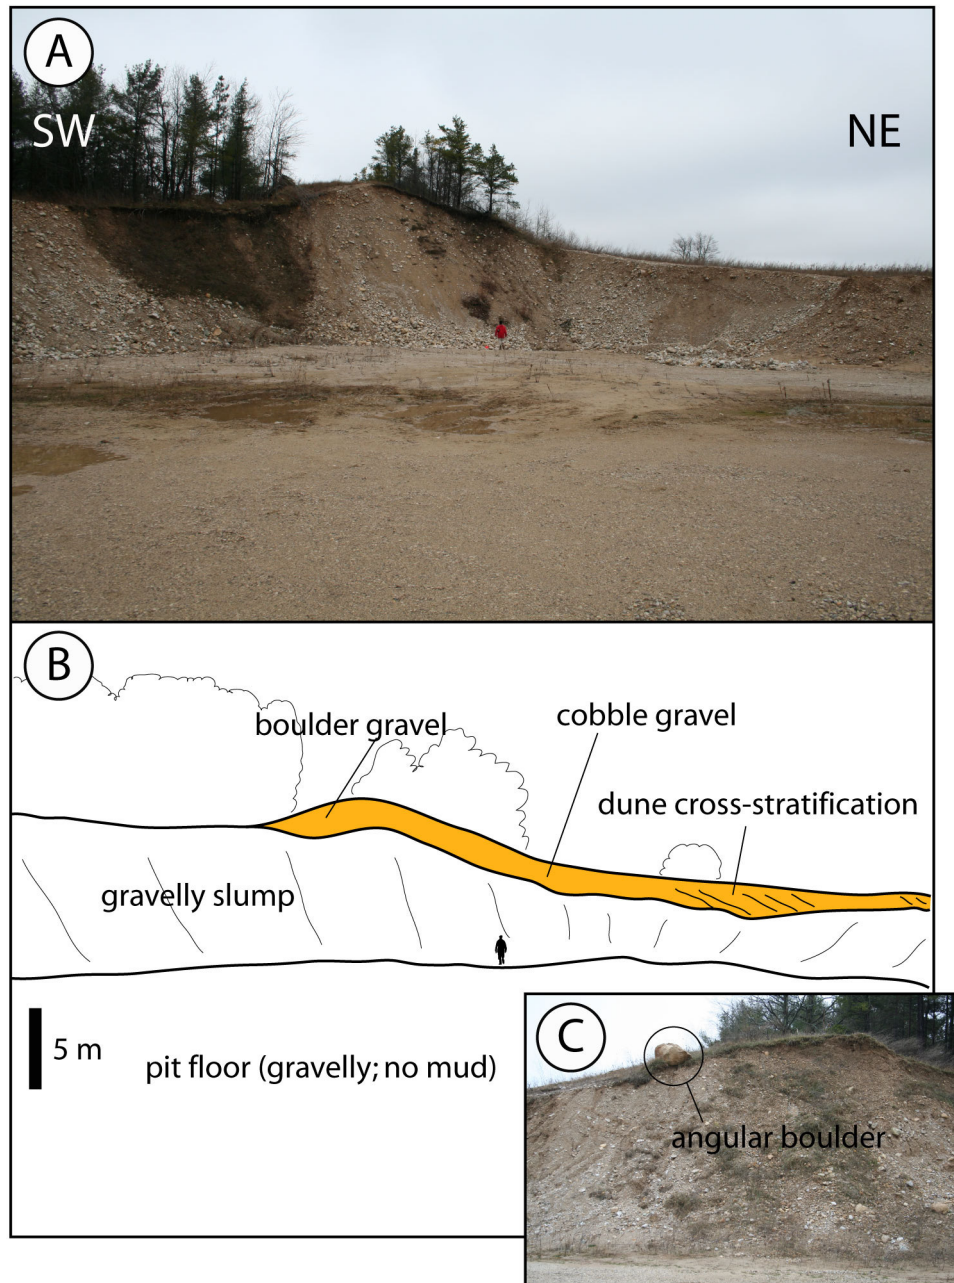 A
SW
NE
B
boulder gravel
cobble gravel
dune cross-stratification
gravelly slump
5 m
pit floor (gravelly; no mud)
C
angular boulder